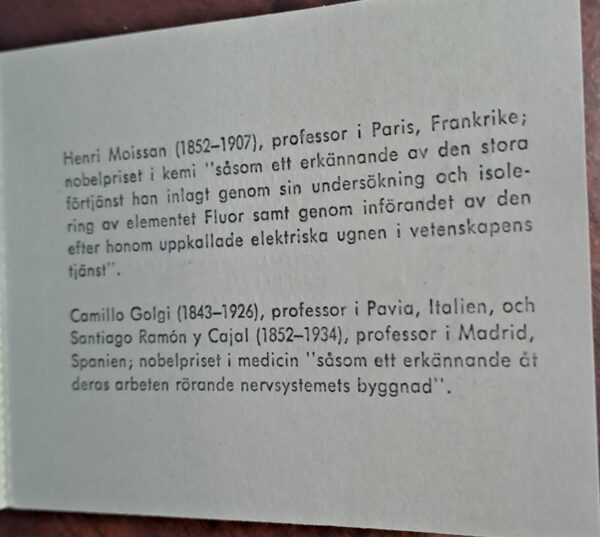 Henri Moissan (1852–1907), professor i Paris, Frankrike;
nobelpriset i kemi "såsom ett erkännande av den stora
förtjänst han inlagt genom sin undersökning och isole-
ring av elementet Fluor samt genom införandet av den
efter honom uppkallade elektriska ugnen i vetenskapens
tjänst".
Camillo Golgi (1843–1926), professor i Pavia, Italien, och
Santiago Ramón y Cajal (1852–1934), professor i Madrid,
Spanien; nobelpriset i medicin "såsom ett erkännande åt
deras arbeten rörande nervsystemets byggnad".